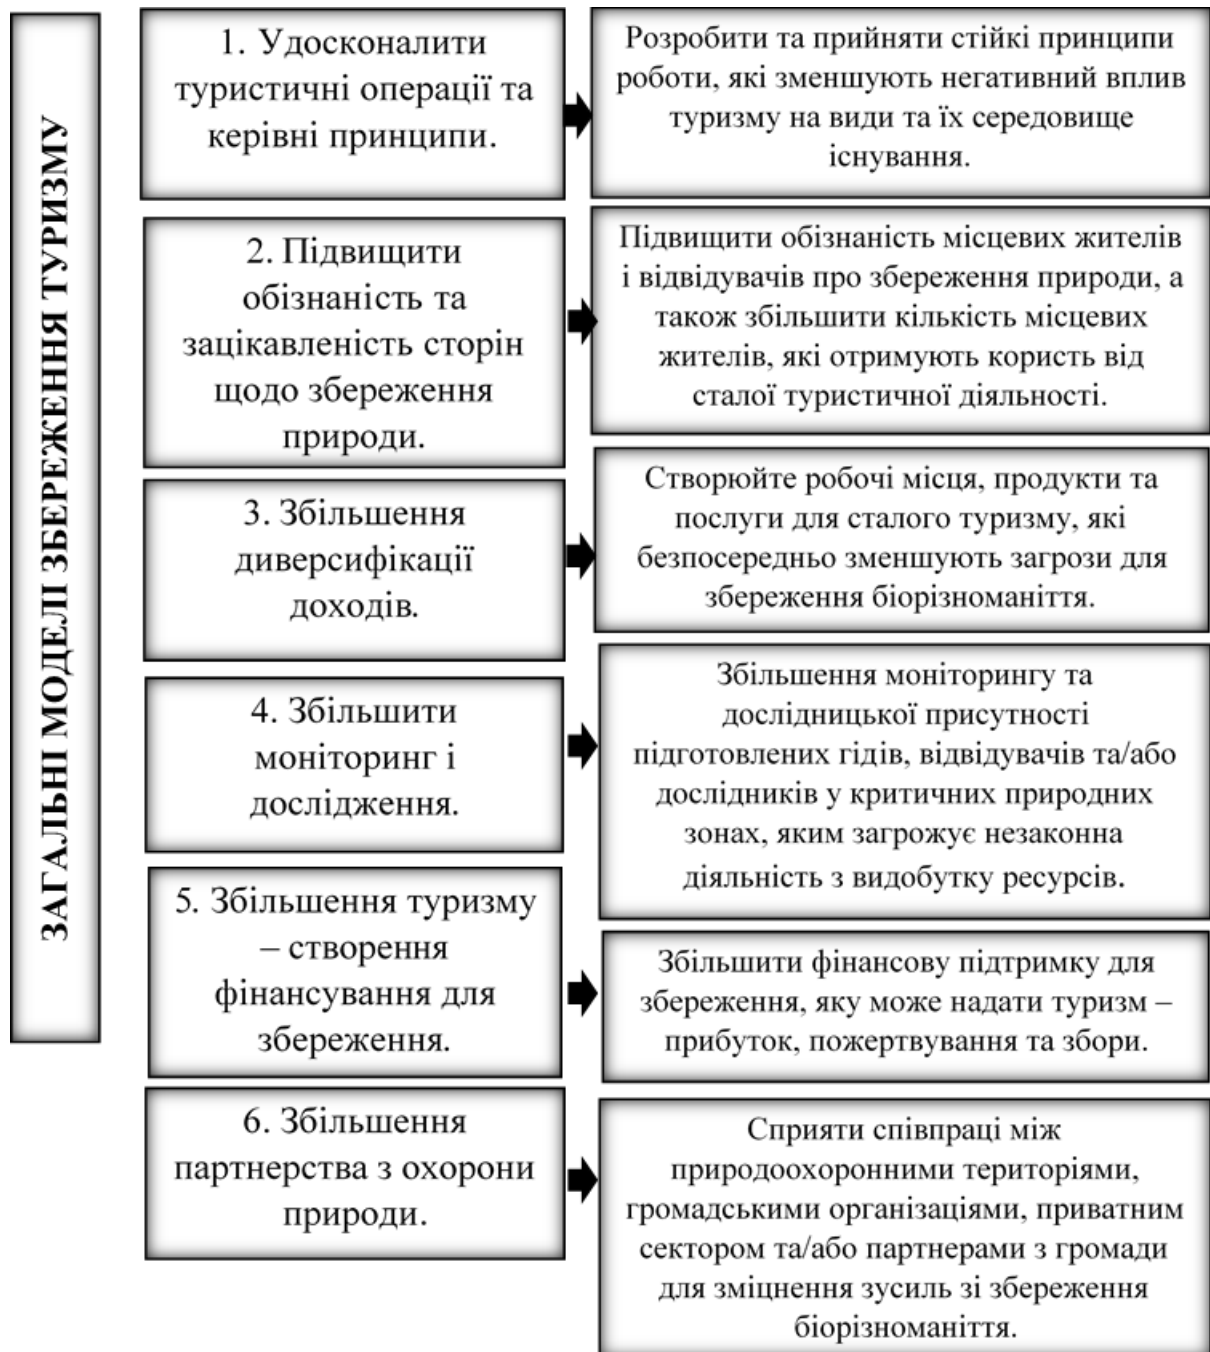 ЗАГАЛЬНІ МОДЕЛІ ЗБЕРЕЖЕННЯ ТУРИЗМУ
1. Удосконалити
туристичні операції та
керівні принципи.
Розробити та прийняти стійкі принципи
роботи, які зменшують негативний вплив
туризму на види та їх середовище
існування.
2. Підвищити
обізнаність та
зацікавленість сторін
щодо збереження
природи.
Підвищити обізнаність місцевих жителів
і відвідувачів про збереження природи, а
також збільшити кількість місцевих
жителів, які отримують користь від
сталої туристичної діяльності.
3. Збільшення
диверсифікації
доходів.
Створюйте робочі місця, продукти та
послуги для сталого туризму, які
безпосередньо зменшують загрози для
збереження біорізноманіття.
4. Збільшити
моніторинг і
дослідження.
Збільшення моніторингу та
дослідницької присутності
підготовлених гідів, відвідувачів та/або
дослідників у критичних природних
зонах, яким загрожує незаконна
діяльність з видобутку ресурсів.
5. Збільшення туризму
– створення
фінансування для
збереження.
Збільшити фінансову підтримку для
збереження, яку може надати туризм –
прибуток, пожертвування та збори.
6. Збільшення
партнерства з охорони
природи.
Сприяти співпраці між
природоохоронними територіями,
громадськими організаціями, приватним
сектором та/або партнерами з громади
для зміцнення зусиль зі збереження
біорізноманіття.